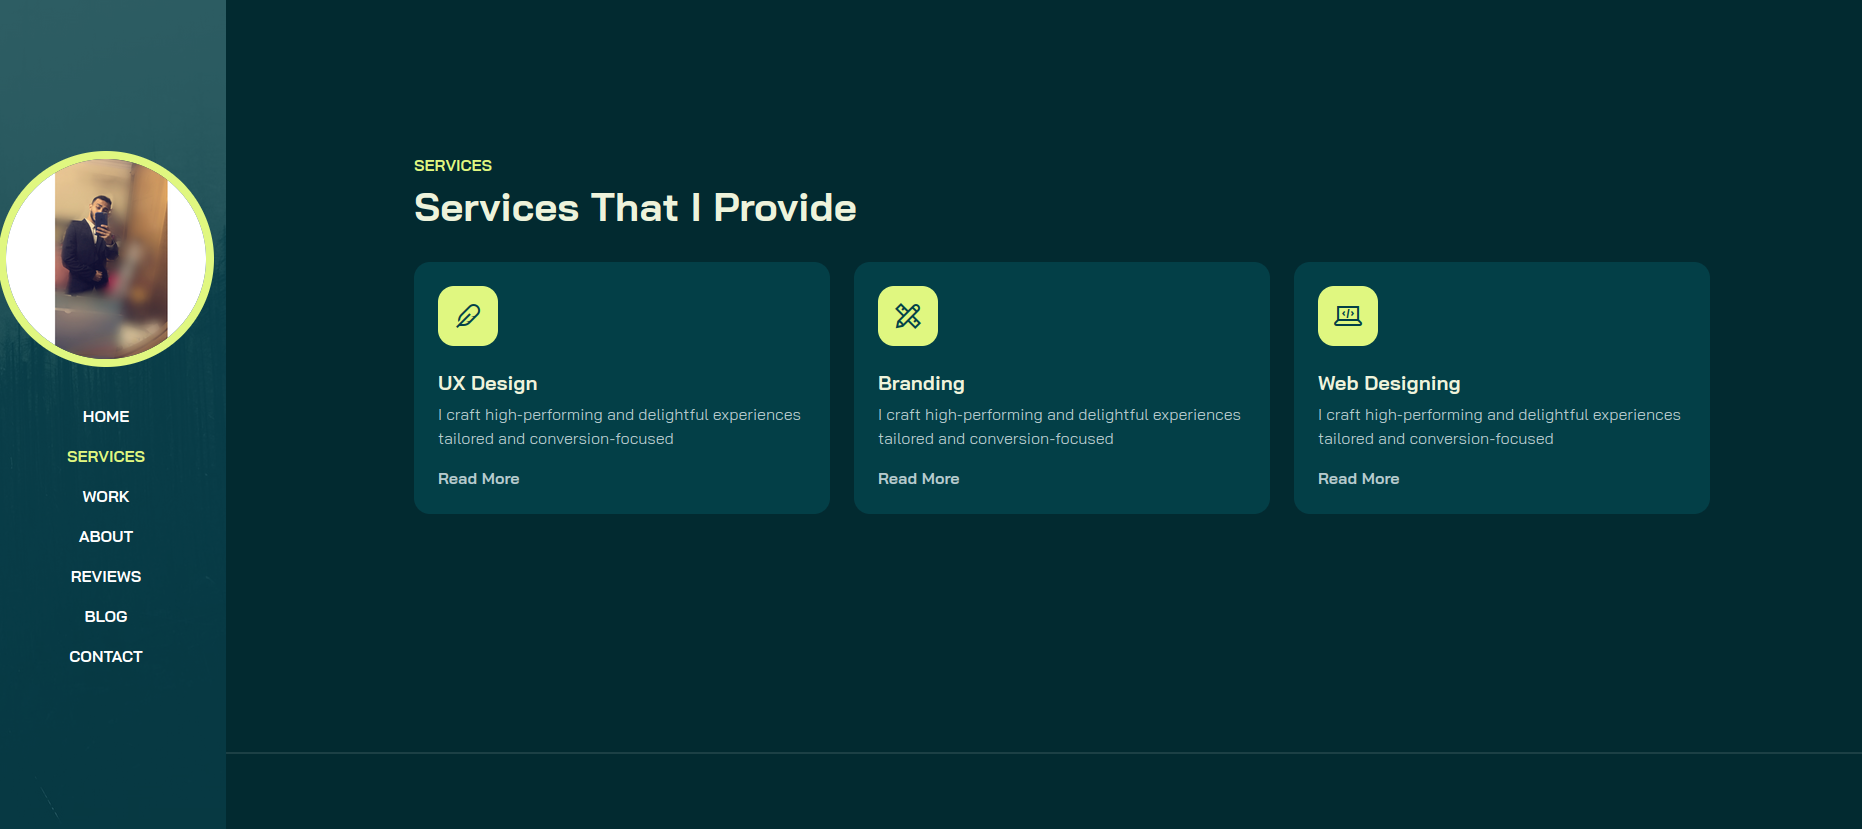 HOME
SERVICES
WORK
ABOUT
REVIEWS
BLOG
CONTACT
SERVICES
Services That I Provide
UX Design
I craft high-performing and delightful experiences
tailored and conversion-focused
Read More
Branding
I craft high-performing and delightful experiences
tailored and conversion-focused
Read More
Web Designing
I craft high-performing and delightful experiences
tailored and conversion-focused
Read More